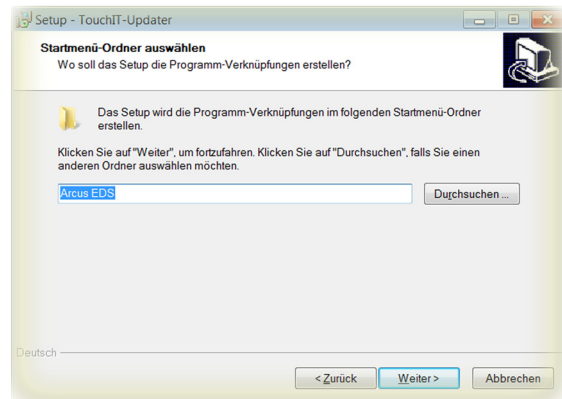 Setup - TouchIT-Updater
Startmenü-Ordner auswählen
Wo soll das Setup die Programm-Verknüpfungen erstellen?
Das Setup wird die Programm-Verknüpfungen im folgenden Startmenü-Ordner
erstellen.
Klicken Sie auf "Weiter", um fortzufahren. Klicken Sie auf "Durchsuchen", falls Sie einen
anderen Ordner auswählen möchten.
Arcus EDS
Durchsuchen ...
Deutsch
< Zurück
Weiter >
Abbrechen